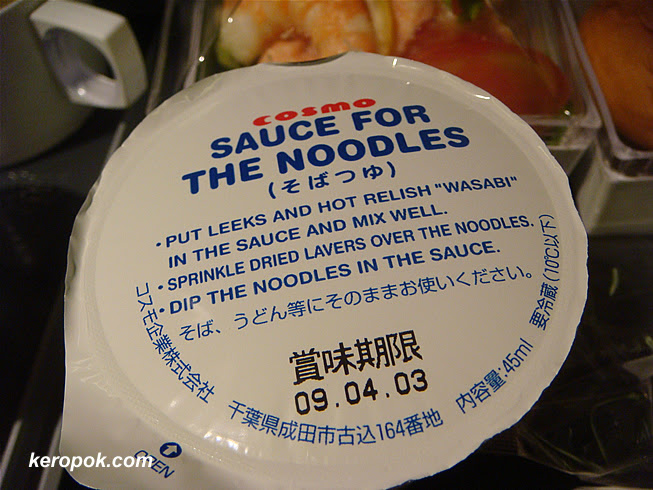 COSMO
SAUCE FOR
THE NOODLES
(そばつゆ)
・PUT LEEKS AND HOT RELISH "WASABI"
IN THE SAUCE AND MIX WELL.
・SPRINKLE DRIED LAVERS OVER THE NOODLES.
・DIP THE NOODLES IN THE SAUCE.
そば、うどん等にそのままお使いください。
賞味期限
09.04.03
コスモ企業株式会社
千葉県成田市古込164番地
内容量:45ml
要冷蔵(10℃以下)
OPEN
keropok.com